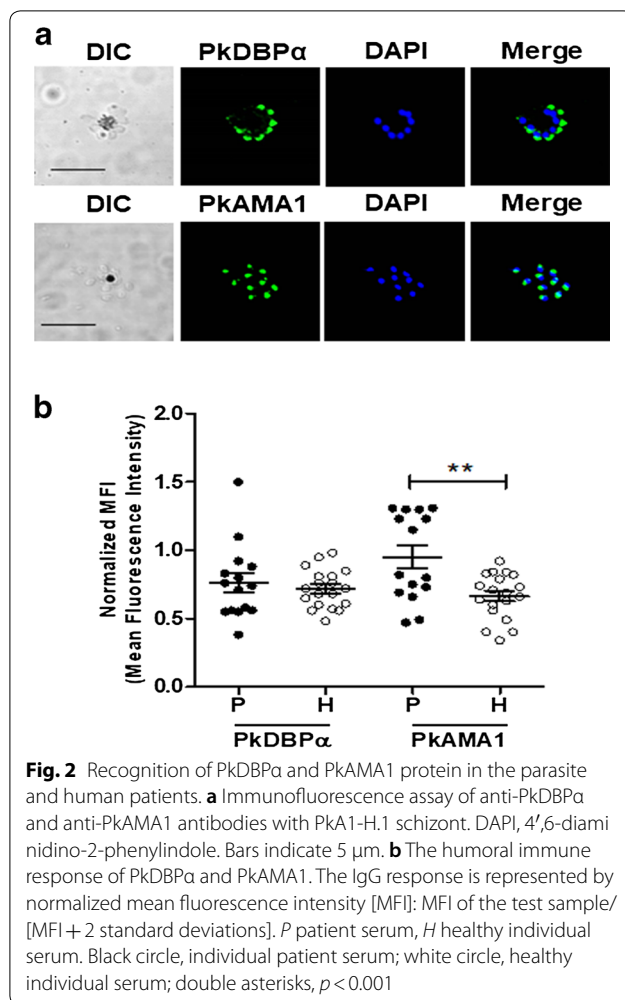 a
DIC PkDBPα DAPI Merge
DIC PkAMA1 DAPI Merge
b
Normalized MFI
(Mean Fluorescence Intensity)
2.0
1.5
**
1.0
0.5
0.0
P H P H
PkDBPα PkAMA1
Fig. 2 Recognition of PkDBPα and PkAMA1 protein in the parasite
and human patients. a Immunofluorescence assay of anti-PkDBPα
and anti-PkAMA1 antibodies with PkA1-H.1 schizont. DAPI, 4′,6-diami
nidino-2-phenylindole. Bars indicate 5 µm. b The humoral immune
response of PkDBPα and PkAMA1. The IgG response is represented by
normalized mean fluorescence intensity [MFI]: MFI of the test sample/
[MFI + 2 standard deviations]. P patient serum, H healthy individual
serum. Black circle, individual patient serum; white circle, healthy
individual serum; double asterisks, p < 0.001